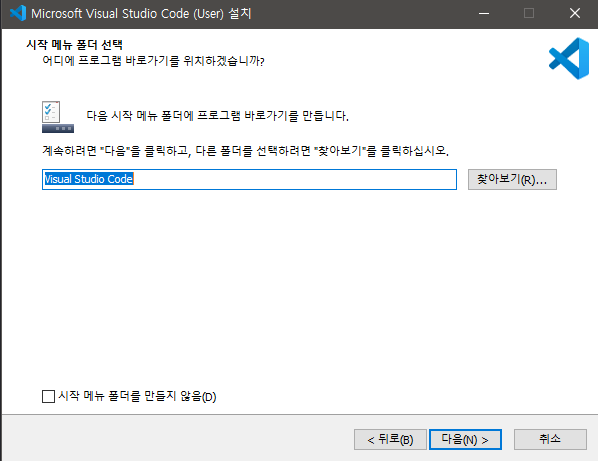 Microsoft Visual Studio Code (User) 설치
시작 메뉴 폴더 선택
어디에 프로그램 바로가기를 위치하겠습니까?
다음 시작 메뉴 폴더에 프로그램 바로가기를 만듭니다.
계속하려면 "다음"을 클릭하고, 다른 폴더를 선택하려면 "찾아보기"를 클릭하십시오.
Visual Studio Code
찾아보기(R)...
시작 메뉴 폴더를 만들지 않음(D)
< 뒤로(B)
다음(N) >
취소